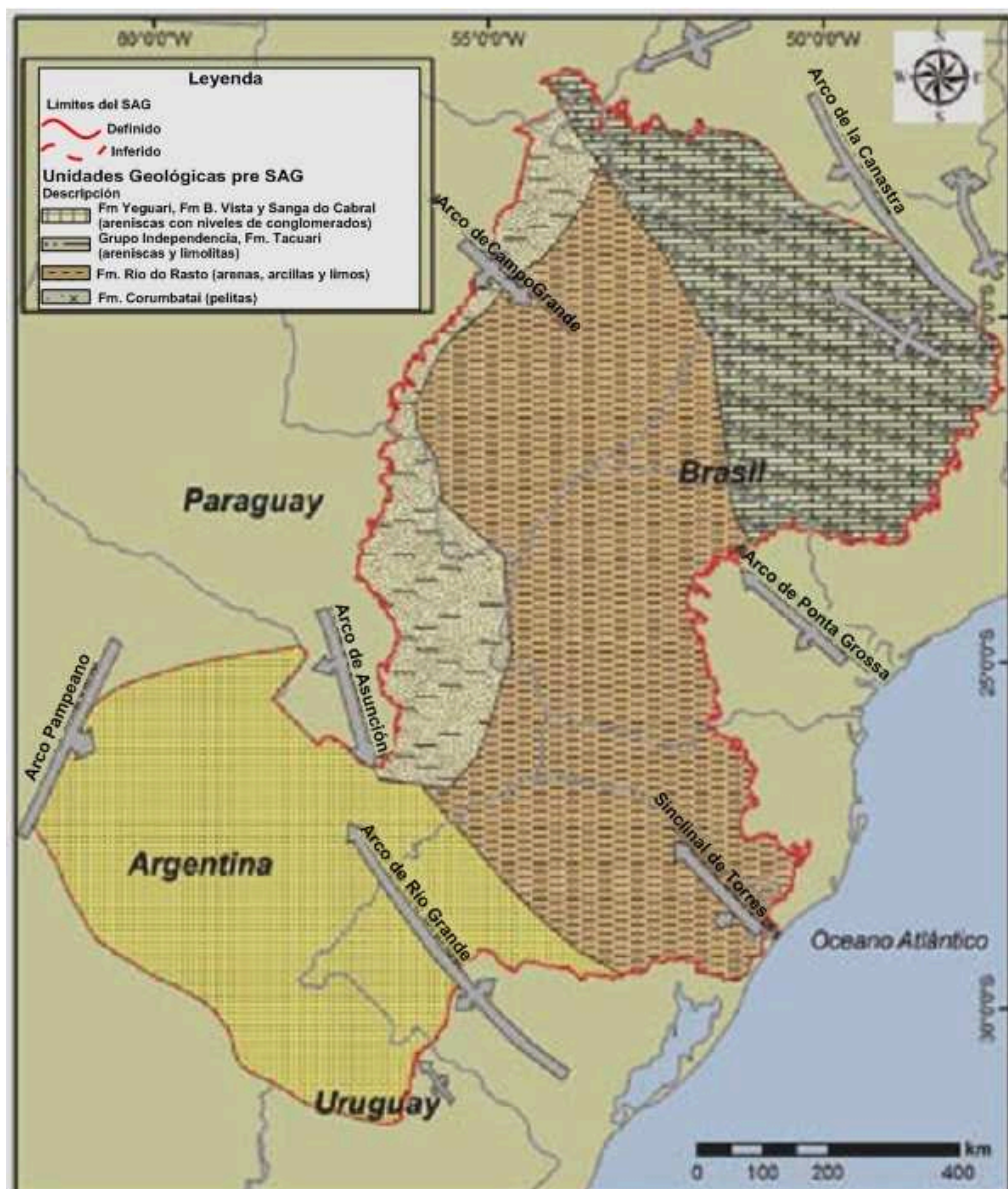 60°0'0"W
55°0'0"W
50°0'0"W
N
W
E
S
Leyenda
Límites del SAG
Definido
Inferido
Unidades Geológicas pre SAG
Descripción
Fm Yeguari, Fm B. Vista y Sanga do Cabral
(areniscas con niveles de conglomerados)
Grupo Independencia, Fm. Tacuari
(areniscas y limolitas)
Fm. Rio do Rasto (arenas, arcillas y limos)
Fm. Corumbatai (pelitas)
Arco de la Canastra
Arco de CampoGrande
Brasil
Paraguay
Arco de Ponta Grossa
25°0'0"S
Arco de Asunción
Arco Pampeano
Sinclinal de Torres
Arco de Río Grande
Argentina
Oceano Atlântico
30°0'0"S
Uruguay
km
0 100 200 400